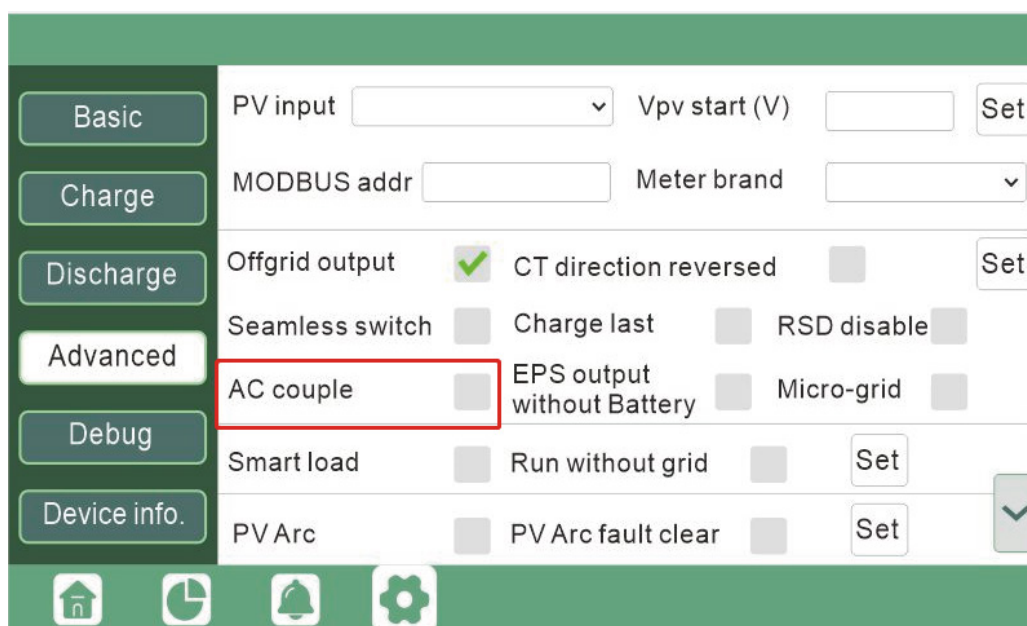 Basic
Charge
Discharge
Advanced
Debug
Device info.
PV input
Vpv start (V)
Set
MODBUS addr
Meter brand
Offgrid output
CT direction reversed
Set
Seamless switch
Charge last
RSD disable
AC couple
EPS output
without Battery
Micro-grid
Smart load
Run without grid
Set
PV Arc
PV Arc fault clear
Set